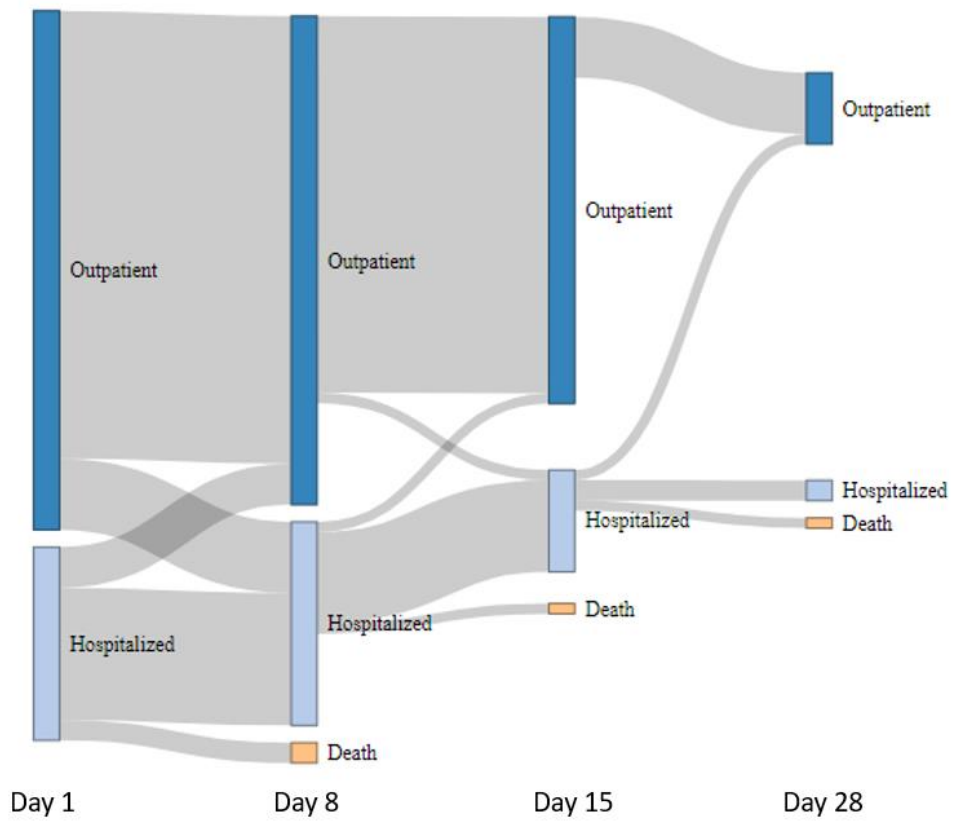 Outpatient
Hospitalized
Outpatient
Hospitalized
Death
Outpatient
Hospitalized
Death
Outpatient
Hospitalized
Death
Day 1
Day 8
Day 15
Day 28